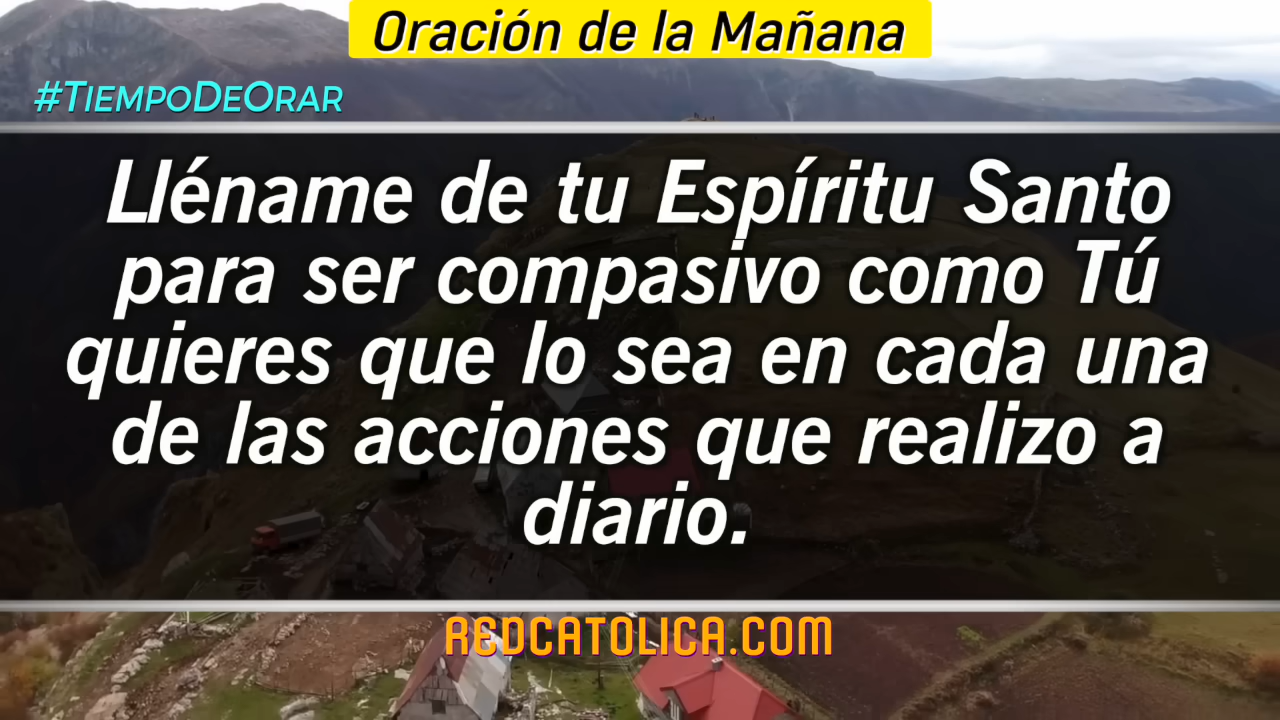 Oración de la Mañana
#TiempoDeOrar
Lléname de tu Espíritu Santo
para ser compasivo como Tú
quieres que lo sea en cada una
de las acciones que realizo a
diario.
REDCATOLICA.COM